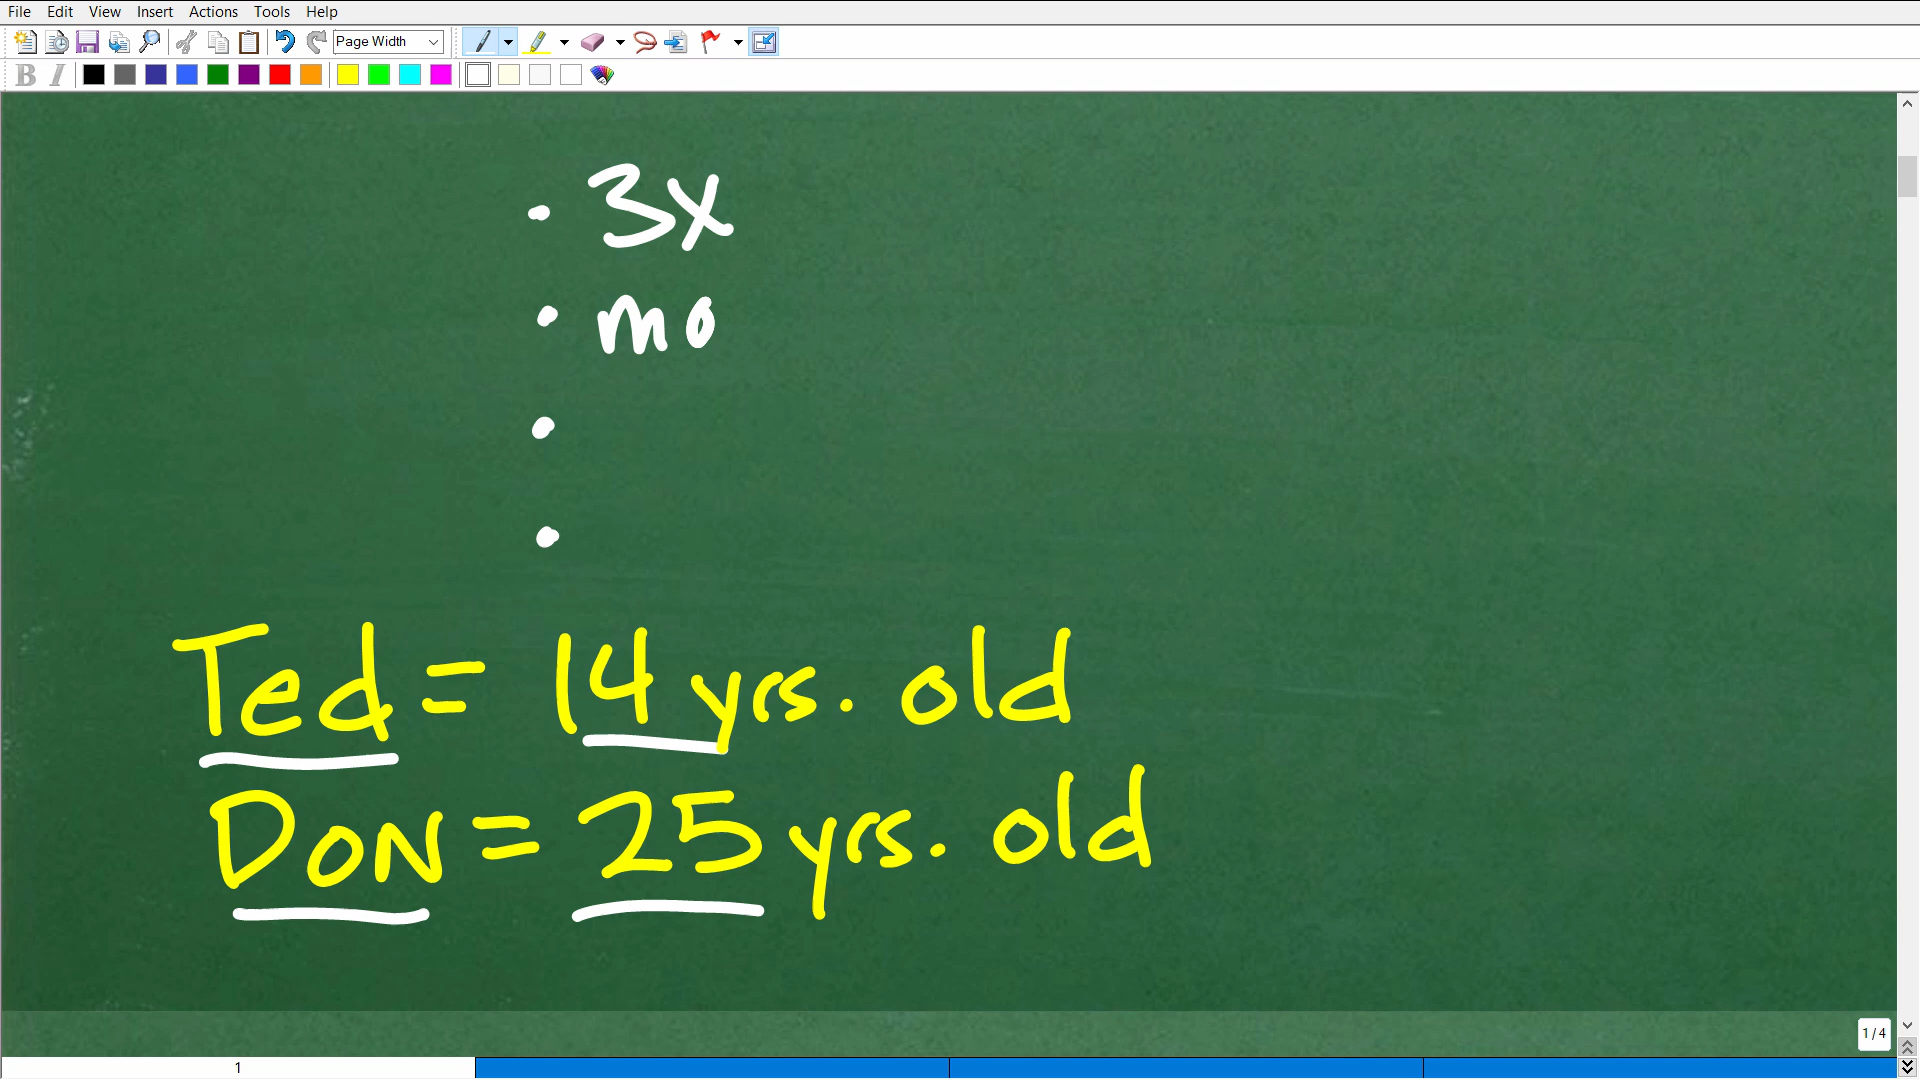 File Edit View Insert Actions Tools Help
Page Width
B I
• 3x
• mo
•
•
Ted = 14 yrs. old
Don = 25 yrs. old
1 / 4
1